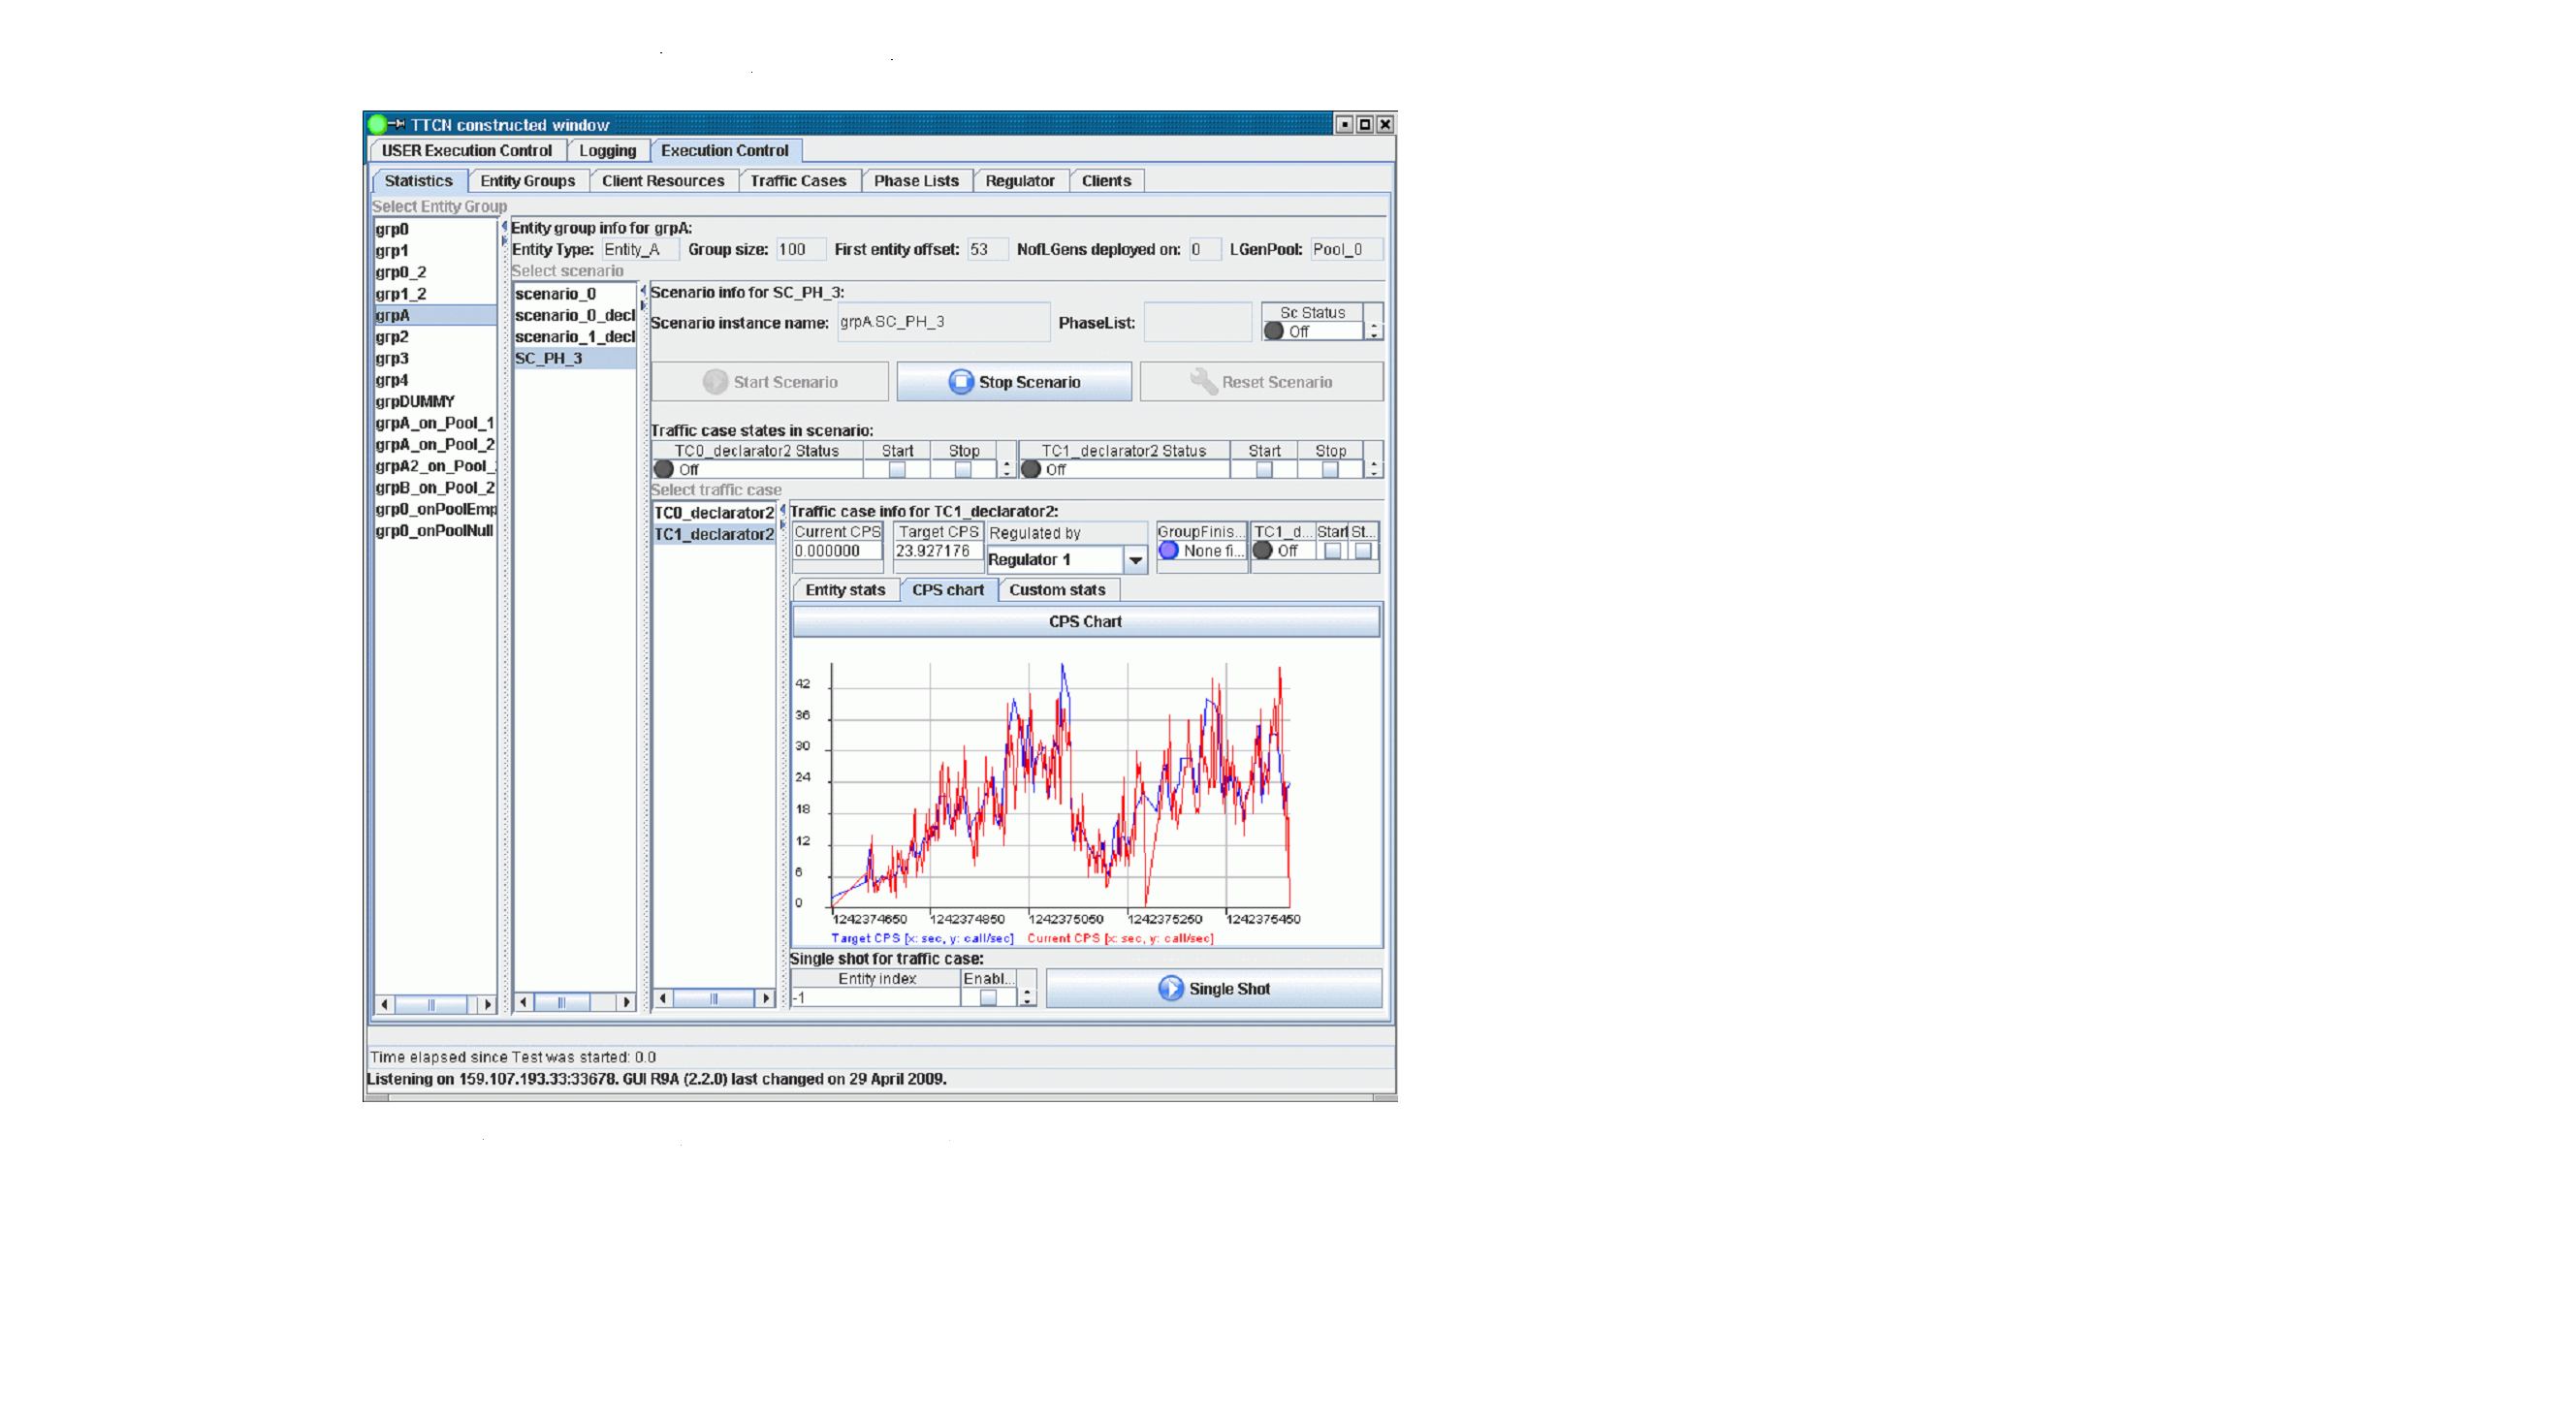 TTCN constructed window
USER Execution Control Logging Execution Control
Statistics Entity Groups Client Resources Traffic Cases Phase Lists Regulator Clients
Select Entity Group
grp0
grp1
grp0_2
grp1_2
grpA
grp2
grp3
grp4
grpDUMMY
grpA_on_Pool_1
grpA_on_Pool_2
grpA2_on_Pool_
grpB_on_Pool_2
grp0_onPoolEmp
grp0_onPoolNull
Entity group info for grpA:
Entity Type: Entity_A Group size: 100 First entity offset: 53 NofLGens deployed on: 0 LGenPool: Pool_0
Select scenario
scenario_0
scenario_0_decl
scenario_1_decl
SC_PH_3
Scenario info for SC_PH_3:
Scenario instance name: grpA.SC_PH_3 PhaseList: Sc Status
Off
Start Scenario Stop Scenario Reset Scenario
Traffic case states in scenario:
TC0_declarator2 Status Start Stop TC1_declarator2 Status Start Stop
Off Off
Select traffic case
TC0_declarator2
TC1_declarator2
Traffic case info for TC1_declarator2:
Current CPS Target CPS Regulated by GroupFinis... TC1_d... Start St...
0.000000 23.927176 Regulator 1 None fi... Off
Entity stats CPS chart Custom stats
CPS Chart
42
36
30
24
18
12
6
0
1242374650 1242374850 1242375050 1242375250 1242375450
Target CPS [x: sec, y: call/sec] Current CPS [x: sec, y: call/sec]
Single shot for traffic case:
Entity index Enabl...
-1
Single Shot
Time elapsed since Test was started: 0.0
Listening on 159.107.193.33:33678. GUI R9A (2.2.0) last changed on 29 April 2009.